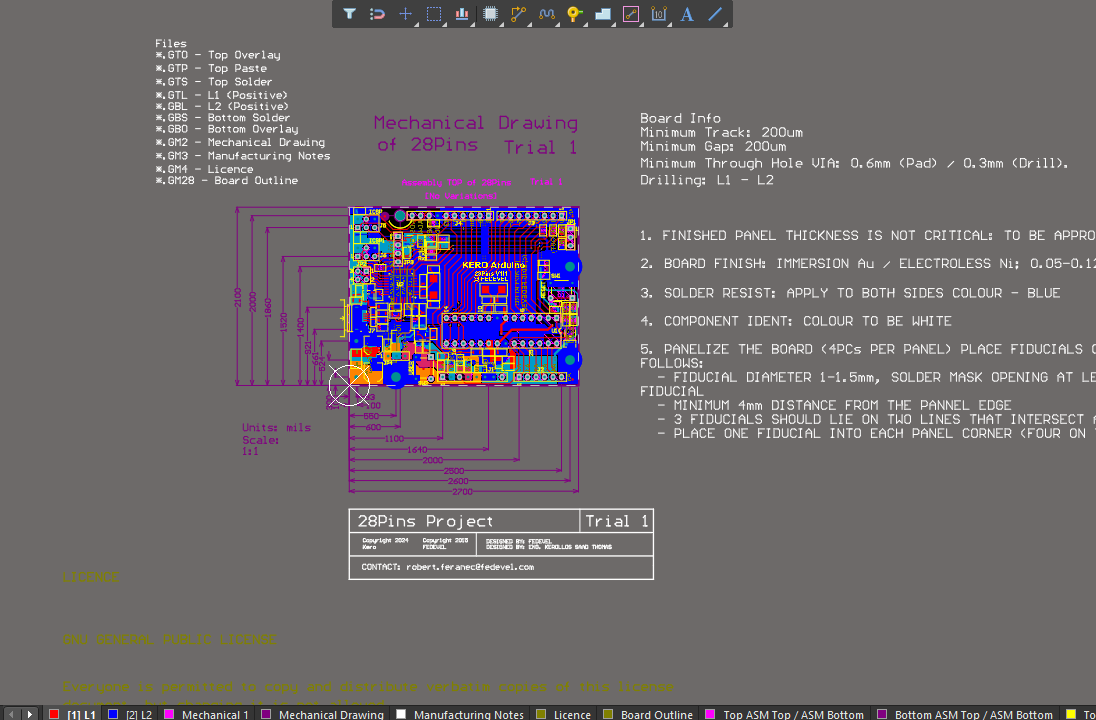 Files
*.GTO - Top Overlay
*.GTP - Top Paste
*.GTS - Top Solder
*.GTL - L1 (Positive)
*.GBL - L2 (Positive)
*.GBS - Bottom Solder
*.GBO - Bottom Overlay
*.GM2 - Mechanical Drawing
*.GM3 - Manufacturing Notes
*.GM4 - Licence
*.GM28 - Board Outline
Mechanical Drawing
of 28Pins Trial 1
Board Info
Minimum Track: 200um
Minimum Gap: 200um
Minimum Through Hole VIA: 0.6mm (Pad) / 0.3mm (Drill).
Drilling: L1 - L2
1. FINISHED PANEL THICKNESS IS NOT CRITICAL: TO BE APPRO
2. BOARD FINISH: IMMERSION Au / ELECTROLESS Ni; 0.05-0.12
3. SOLDER RESIST: APPLY TO BOTH SIDES COLOUR - BLUE
4. COMPONENT IDENT: COLOUR TO BE WHITE
5. PANELIZE THE BOARD (4PCs PER PANEL) PLACE FIDUCIALS
FOLLOWS:
- FIDUCIAL DIAMETER 1-1.5mm, SOLDER MASK OPENING AT LE
FIDUCIAL
- MINIMUM 4mm DISTANCE FROM THE PANNEL EDGE
- 3 FIDUCIALS SHOULD LIE ON TWO LINES THAT INTERSECT
- PLACE ONE FIDUCIAL INTO EACH PANEL CORNER (FOUR ON
KERO Arduino
2100
2000
1860
1520
1400
921
550
600
1100
1640
2000
2500
2600
2700
Units: mils
Scale:
1:1
28Pins Project Trial 1
Copyright 2024 Copyright 2015 DESIGNED BY: FEDEVEL
Kero FEDEVEL DESIGNED BY: ENG. KEROLLOS SAAD THOMAS
CONTACT: robert.feranec@fedevel.com
LICENCE
GNU GENERAL PUBLIC LICENSE
Everyone is permitted to copy and distribute verbatim copies of this license
[1] L1 [2] L2 Mechanical 1 Mechanical Drawing Manufacturing Notes Licence Board Outline Top ASM Top / ASM Bottom Bottom ASM Top / ASM Bottom